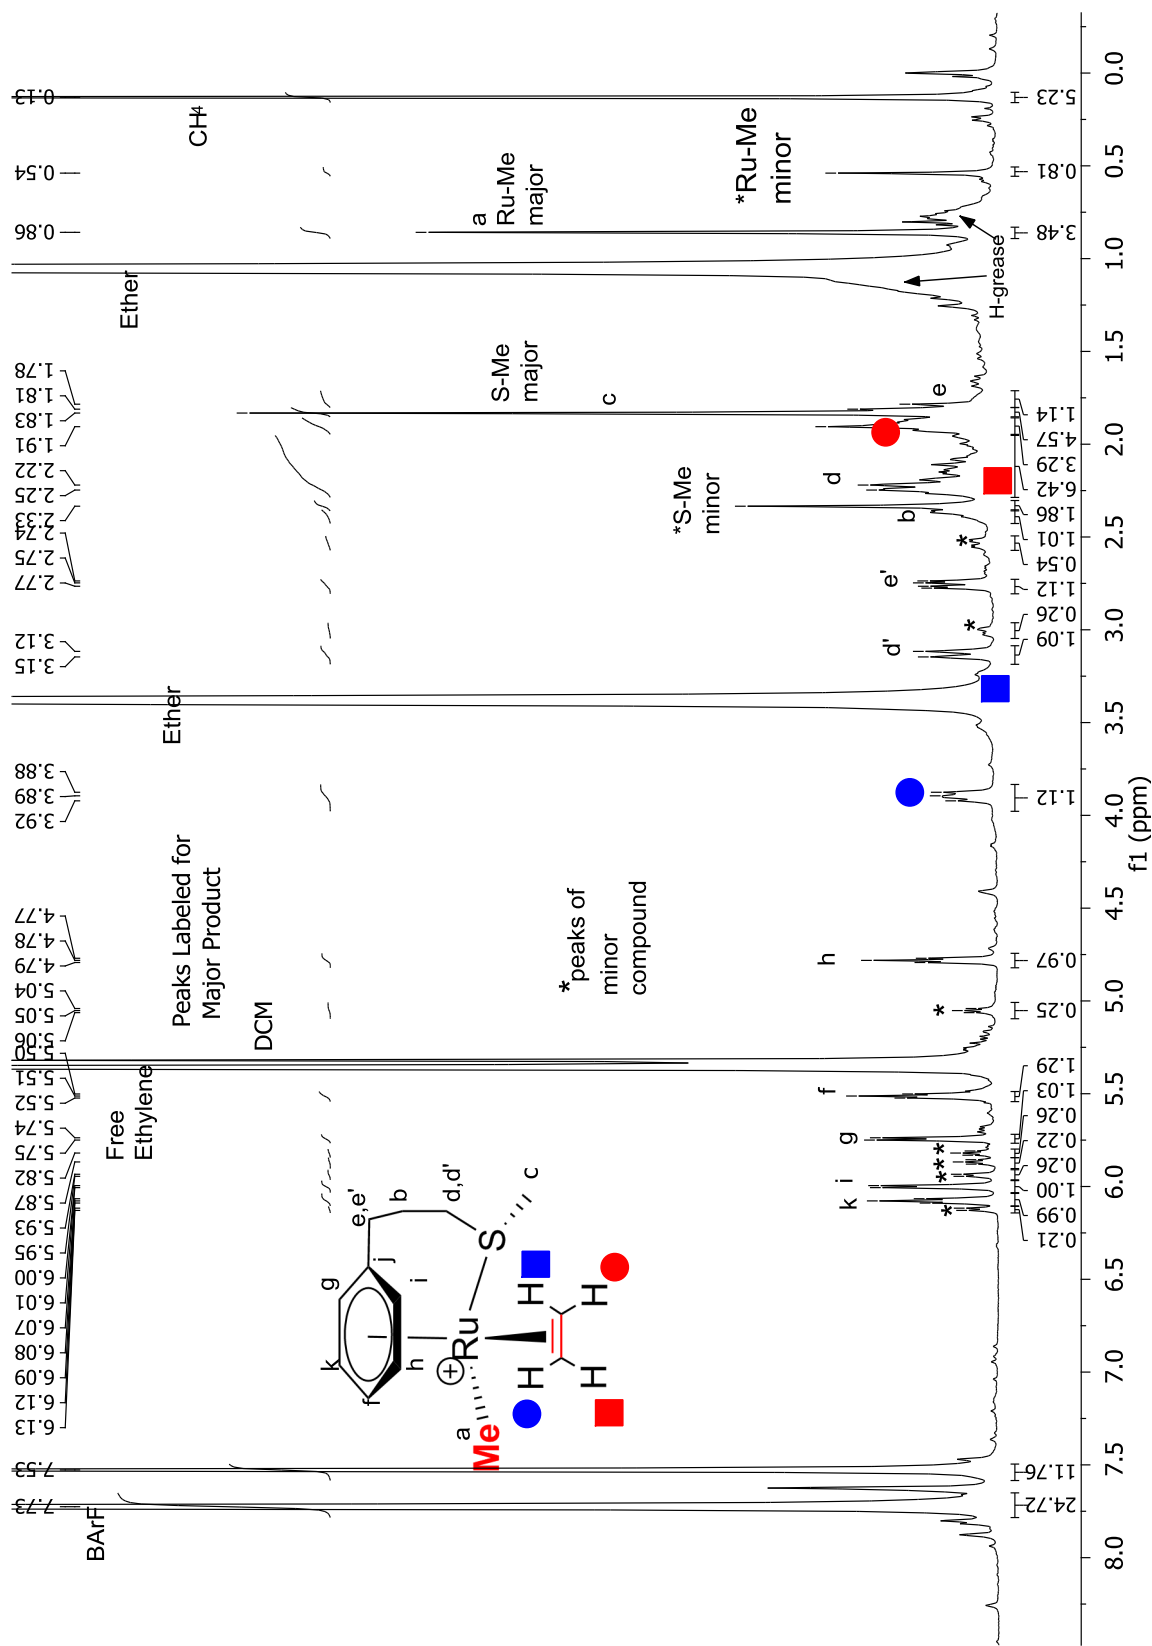 7.73
7.53
6.13
6.12
6.09
6.08
6.07
6.01
6.00
5.95
5.93
5.87
5.82
5.75
5.74
5.52
5.51
5.50
5.06
5.05
5.04
4.79
4.78
4.77
3.92
3.89
3.88
3.15
3.12
2.77
2.75
2.74
2.33
2.25
2.22
1.91
1.83
1.81
1.78
0.86
0.54
0.13
BArF
Free
Ethylene
DCM
Peaks Labeled for
Major Product
Ether
Ether
CH4
g
k
f
h
i
j
e,e'
b
d,d'
c
S
Ru
+
a
Me
H
H
H
H
*peaks of
minor
compound
*S-Me
minor
S-Me
major
c
a
Ru-Me
major
*Ru-Me
minor
H-grease
*
k
i
*
*
*
g
f
*
h
d'
*
e'
*
b
d
e
24.72
11.76
0.21
0.99
1.00
0.26
0.22
0.26
1.03
1.29
0.25
0.97
1.12
1.09
0.26
1.12
0.54
1.01
1.86
6.42
3.29
4.57
1.14
3.48
0.81
5.23
8.0
7.5
7.0
6.5
6.0
5.5
5.0
4.5
4.0
3.5
3.0
2.5
2.0
1.5
1.0
0.5
0.0
f1 (ppm)